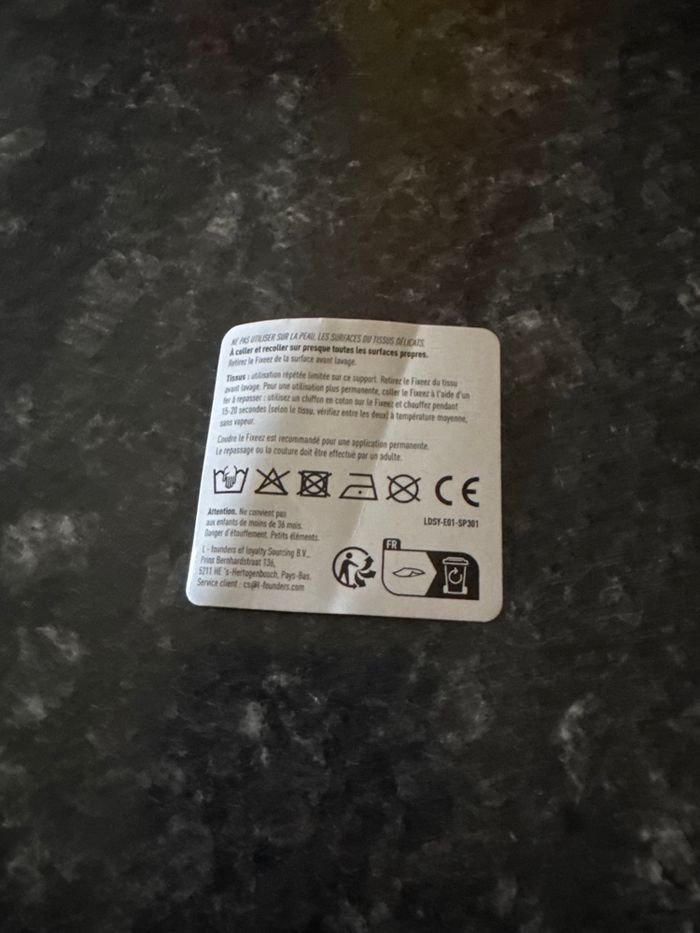 NE PAS UTILISER SUR LA PEAU, LES SURFACES OU TISSUS DÉLICATS.
À coller et recoller sur presque toutes les surfaces propres.
Retirez le Fixeez de la surface avant lavage.
Tissus : utilisation répétée limitée sur ce support. Retirez le Fixeez du tissu
avant lavage. Pour une utilisation plus permanente, coller le Fixeez à l'aide d'un
fer à repasser : utilisez un chiffon en coton sur le Fixeez et chauffez pendant
15-20 secondes (selon le tissu, vérifiez entre les deux) à température moyenne,
sans vapeur.
Coudre le Fixeez est recommandé pour une application permanente.
Le repassage ou la couture doit être effectué par un adulte.
CE
Attention. Ne convient pas
aux enfants de moins de 36 mois.
Danger d'étouffement. Petits éléments.
LDSY-E01-SP301
L - founders of loyalty Sourcing B.V.,
Prins Bernhardstraat 136,
5211 HE 's-Hertogenbosch, Pays-Bas.
Service client : cs@l-founders.com
FR